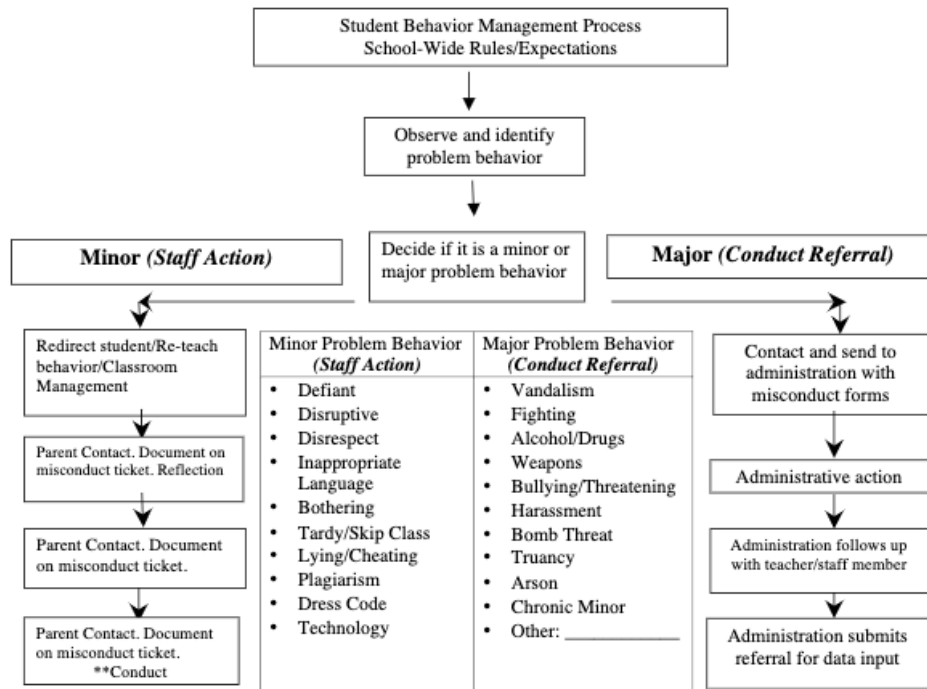 Student Behavior Management Process
School-Wide Rules/Expectations
Observe and identify
problem behavior
Decide if it is a minor or
major problem behavior
Minor (Staff Action)
Major (Conduct Referral)
Redirect student/Re-teach
behavior/Classroom
Management
Parent Contact. Document on
misconduct ticket. Reflection
Parent Contact. Document
on misconduct ticket.
Parent Contact. Document
on misconduct ticket.
**Conduct
Minor Problem Behavior
(Staff Action)
• Defiant
• Disruptive
• Disrespect
• Inappropriate
Language
• Bothering
• Tardy/Skip Class
• Lying/Cheating
• Plagiarism
• Dress Code
• Technology
Major Problem Behavior
(Conduct Referral)
• Vandalism
• Fighting
• Alcohol/Drugs
• Weapons
• Bullying/Threatening
• Harassment
• Bomb Threat
• Truancy
• Arson
• Chronic Minor
• Other: ____________
Contact and send to
administration with
misconduct forms
Administrative action
Administration follows up
with teacher/staff member
Administration submits
referral for data input